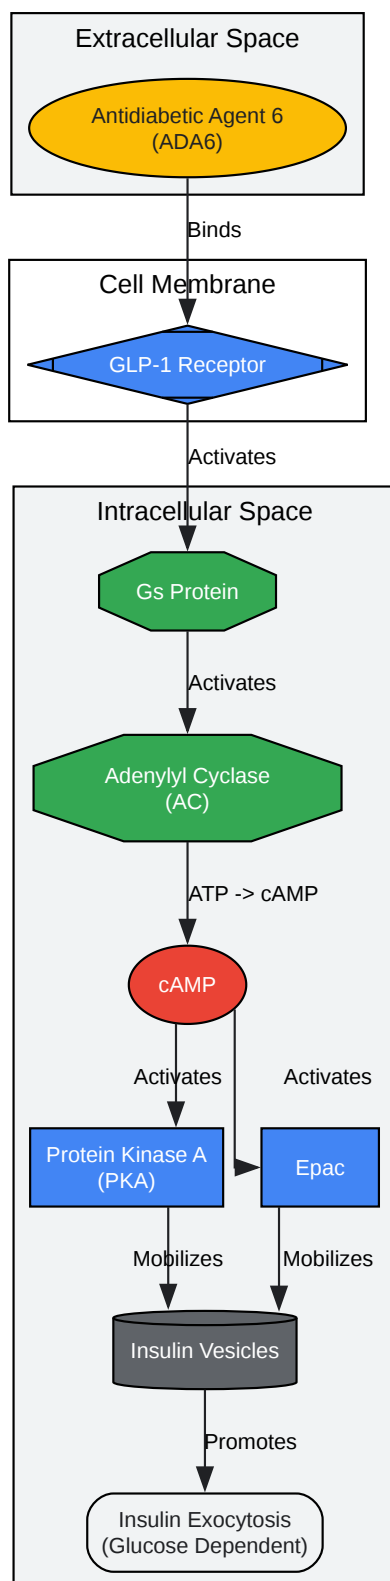 Extracellular Space
Antidiabetic Agent 6
(ADA6)
Binds
Cell Membrane
GLP-1 Receptor
Activates
Intracellular Space
Gs Protein
Activates
Adenylyl Cyclase
(AC)
ATP -> cAMP
cAMP
Activates
Activates
Protein Kinase A
(PKA)
Epac
Mobilizes
Mobilizes
Insulin Vesicles
Promotes
Insulin Exocytosis
(Glucose Dependent)